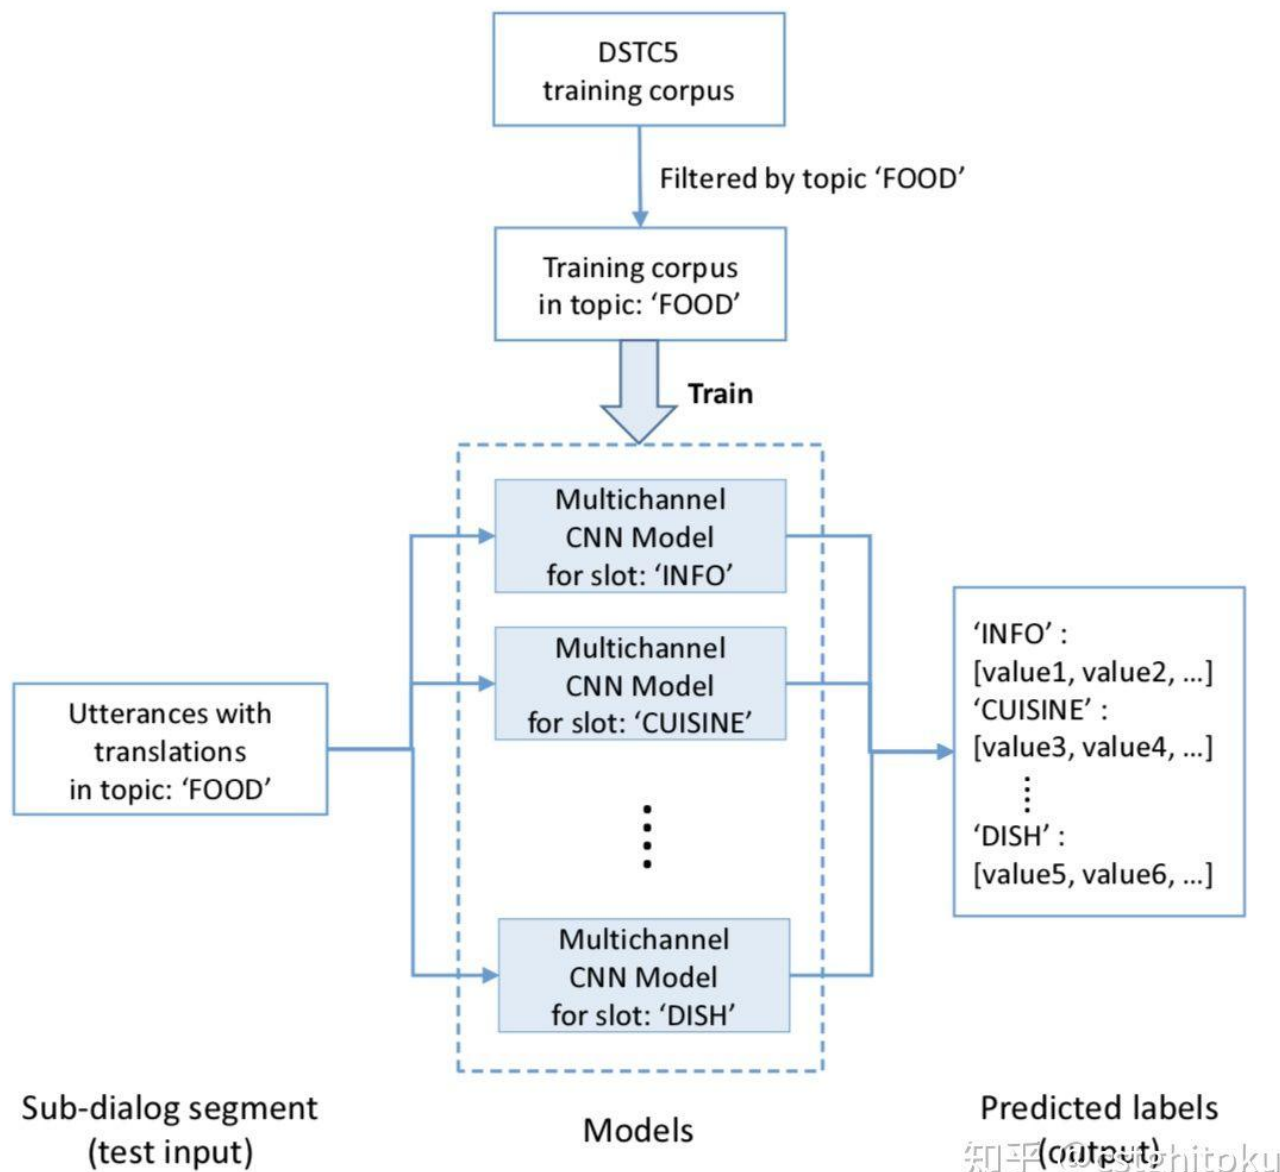 DSTC5
training corpus
Filtered by topic ‘FOOD’
Training corpus
in topic: ‘FOOD’
Train
Multichannel
CNN Model
for slot: ‘INFO’
Multichannel
CNN Model
for slot: ‘CUISINE’
Multichannel
CNN Model
for slot: ‘DISH’
Utterances with
translations
in topic: ‘FOOD’
‘INFO’ :
[value1, value2, ...]
‘CUISINE’ :
[value3, value4, ...]
‘DISH’ :
[value5, value6, ...]
Sub-dialog segment
(test input)
Models
Predicted labels
(output)
知乎